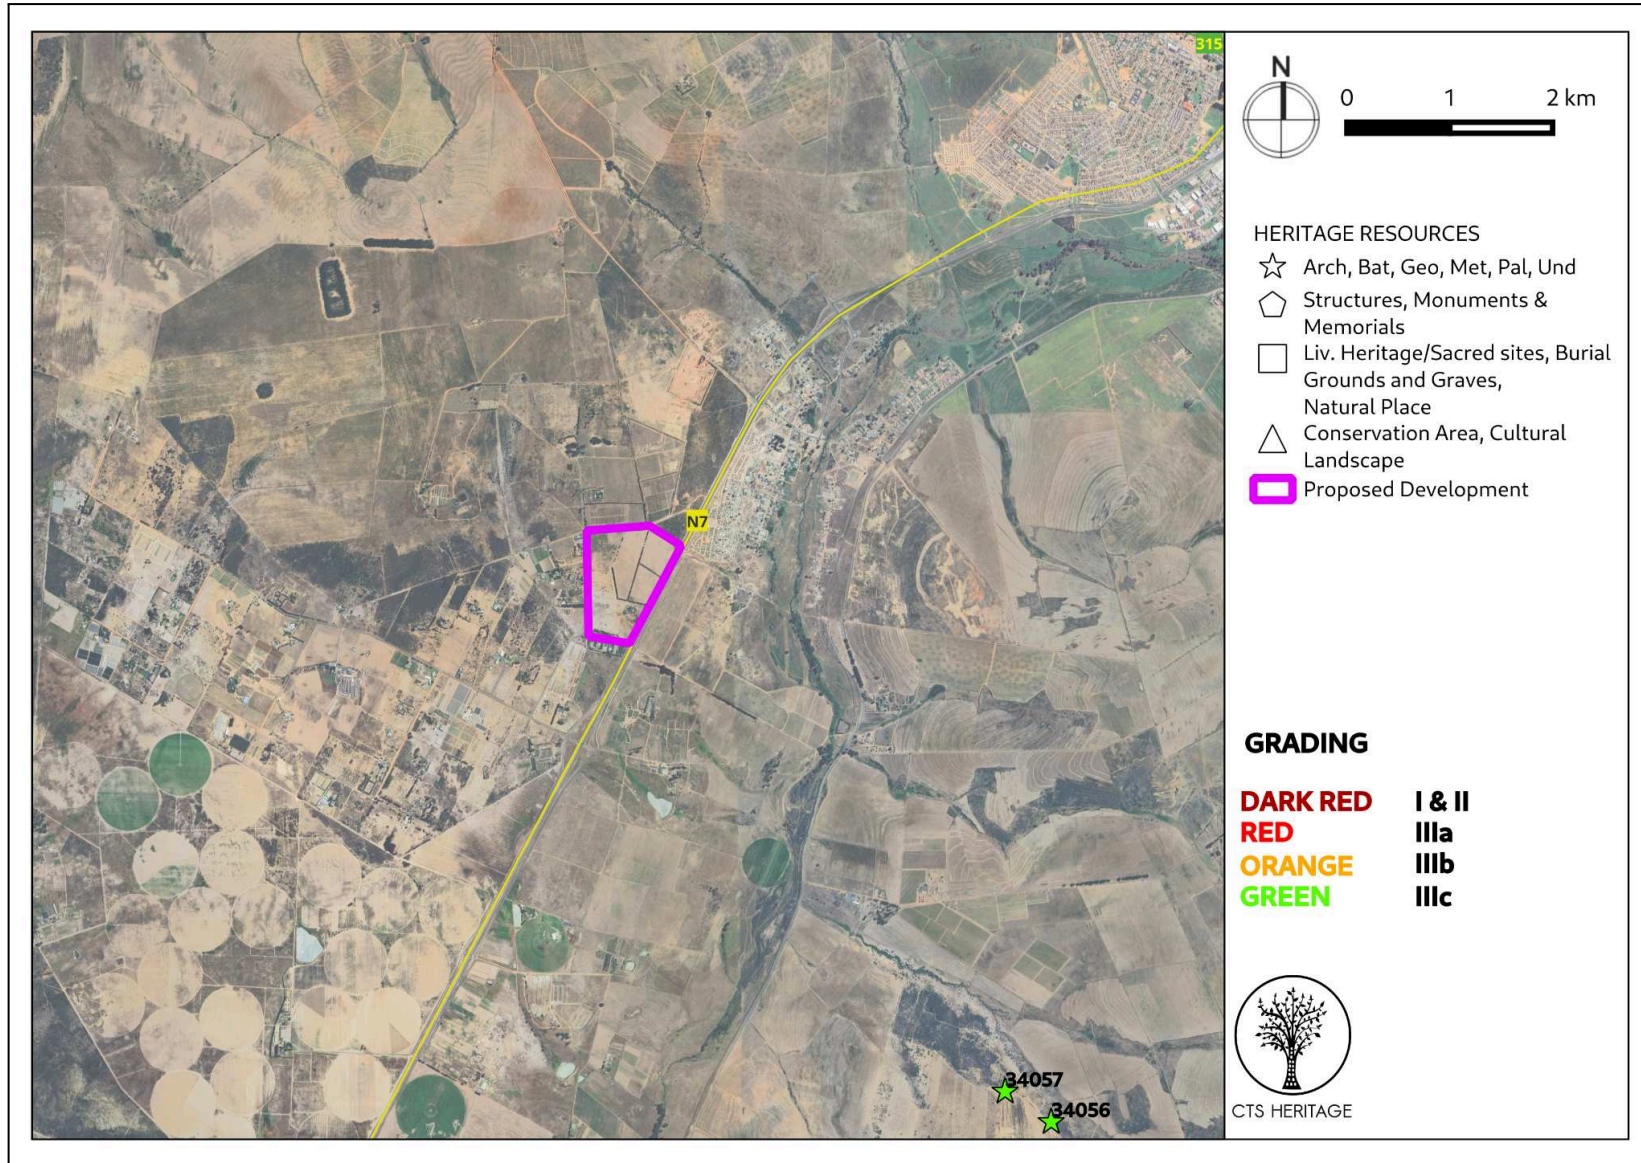 315
N7
34057
34056
N
0 1 2 km
HERITAGE RESOURCES
Arch, Bat, Geo, Met, Pal, Und
Structures, Monuments &
Memorials
Liv. Heritage/Sacred sites, Burial
Grounds and Graves,
Natural Place
Conservation Area, Cultural
Landscape
Proposed Development
GRADING
DARK RED I & II
RED IIIa
ORANGE IIIb
GREEN IIIc
CTS HERITAGE